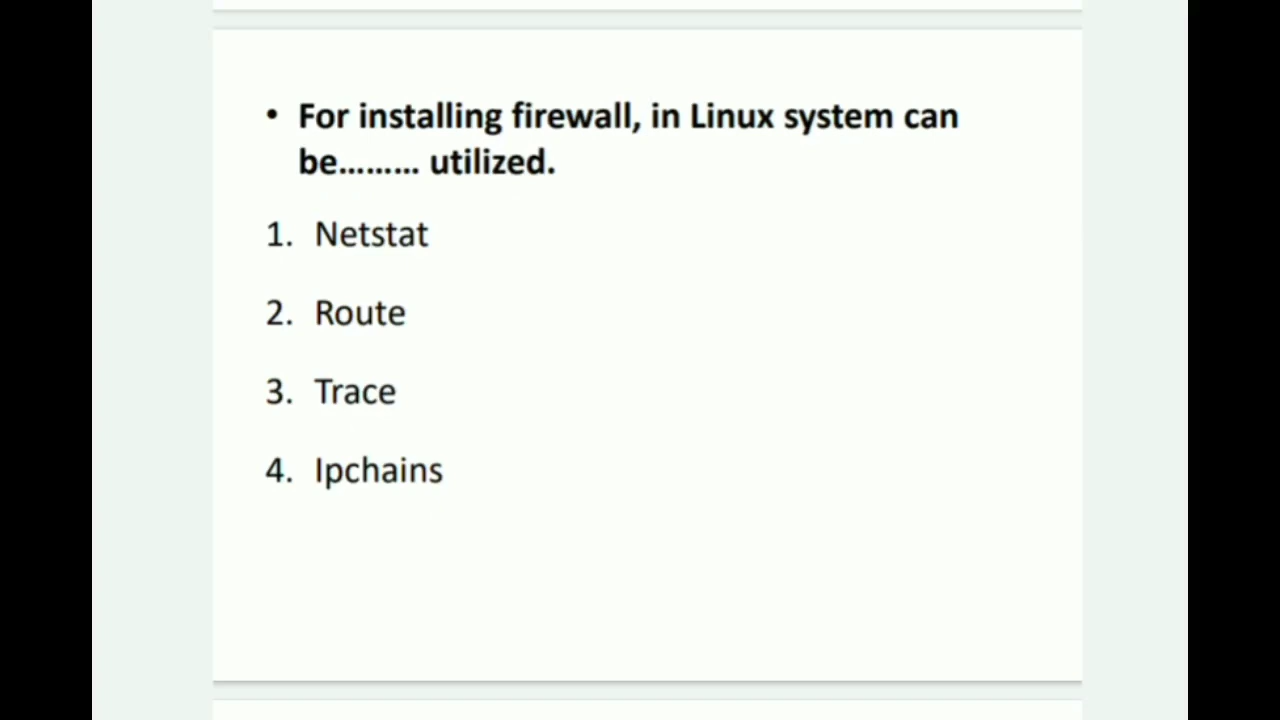 • For installing firewall, in Linux system can
be......... utilized.
1. Netstat
2. Route
3. Trace
4. Ipchains